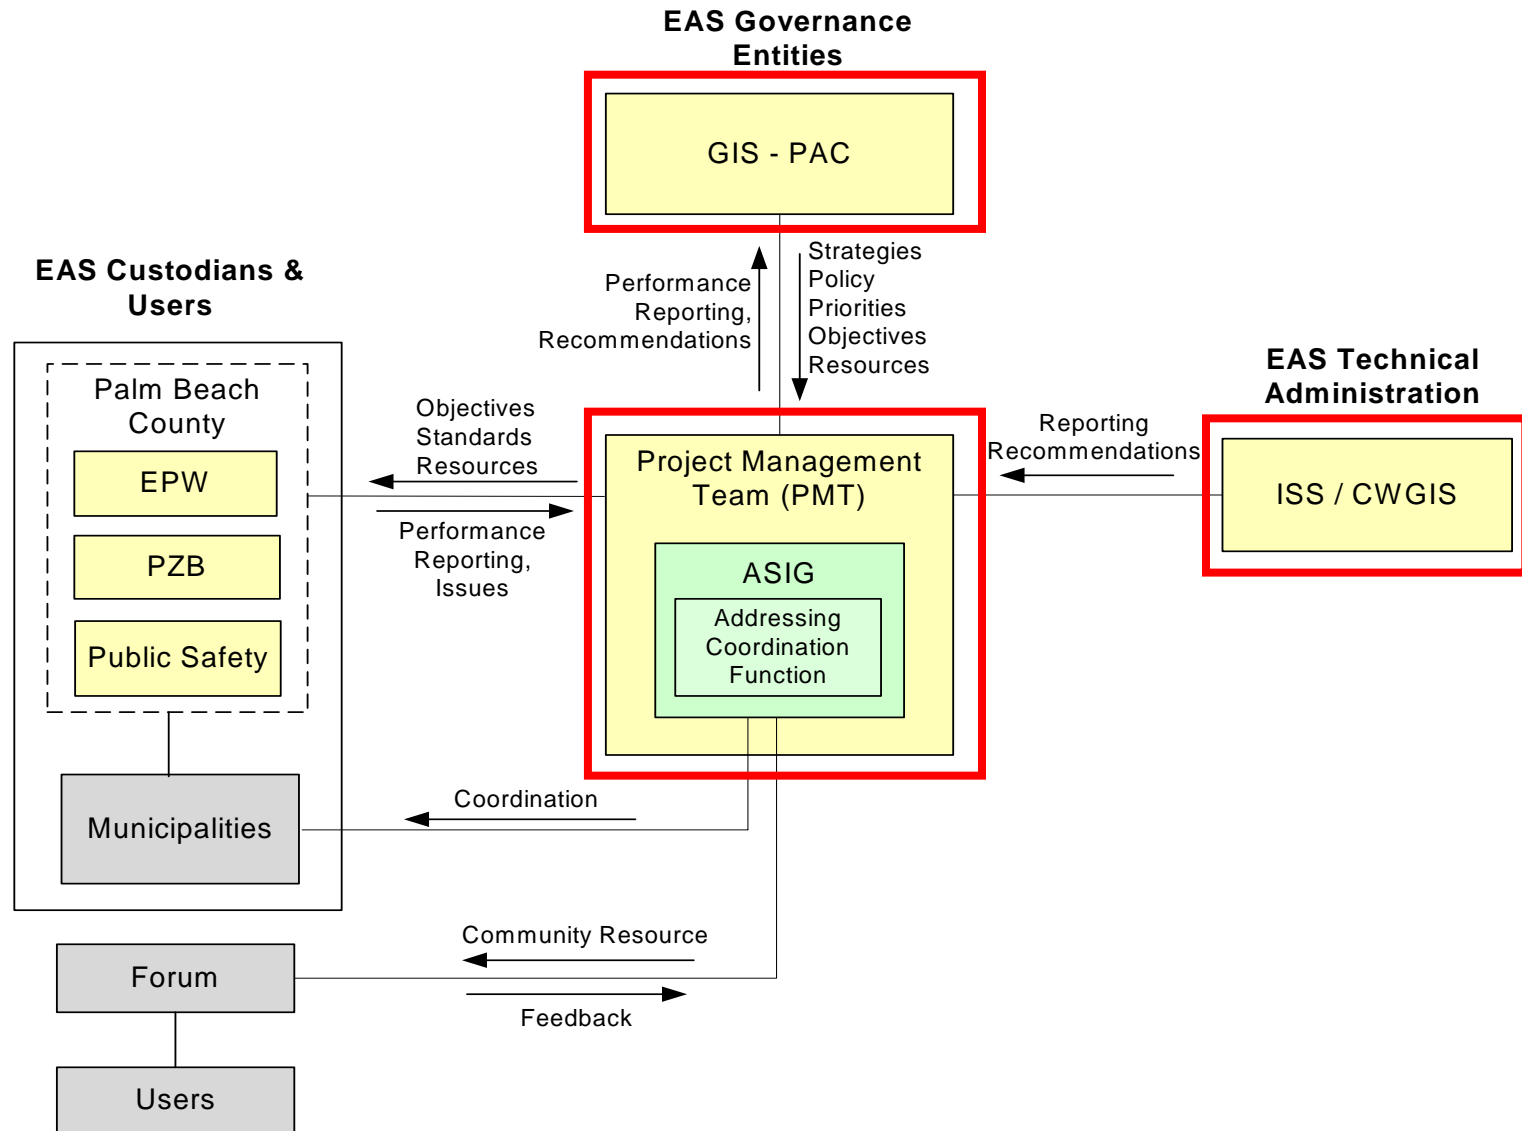 EAS Governance
Entities
GIS - PAC
EAS Custodians &
Users
Performance
Reporting,
Recommendations
Strategies
Policy
Priorities
Objectives
Resources
EAS Technical
Administration
Palm Beach
County
EPW
PZB
Public Safety
Municipalities
Objectives
Standards
Resources
Performance
Reporting,
Issues
Project Management
Team (PMT)
ASIG
Addressing
Coordination
Function
Reporting
Recommendations
ISS / CWGIS
Coordination
Community Resource
Feedback
Forum
Users